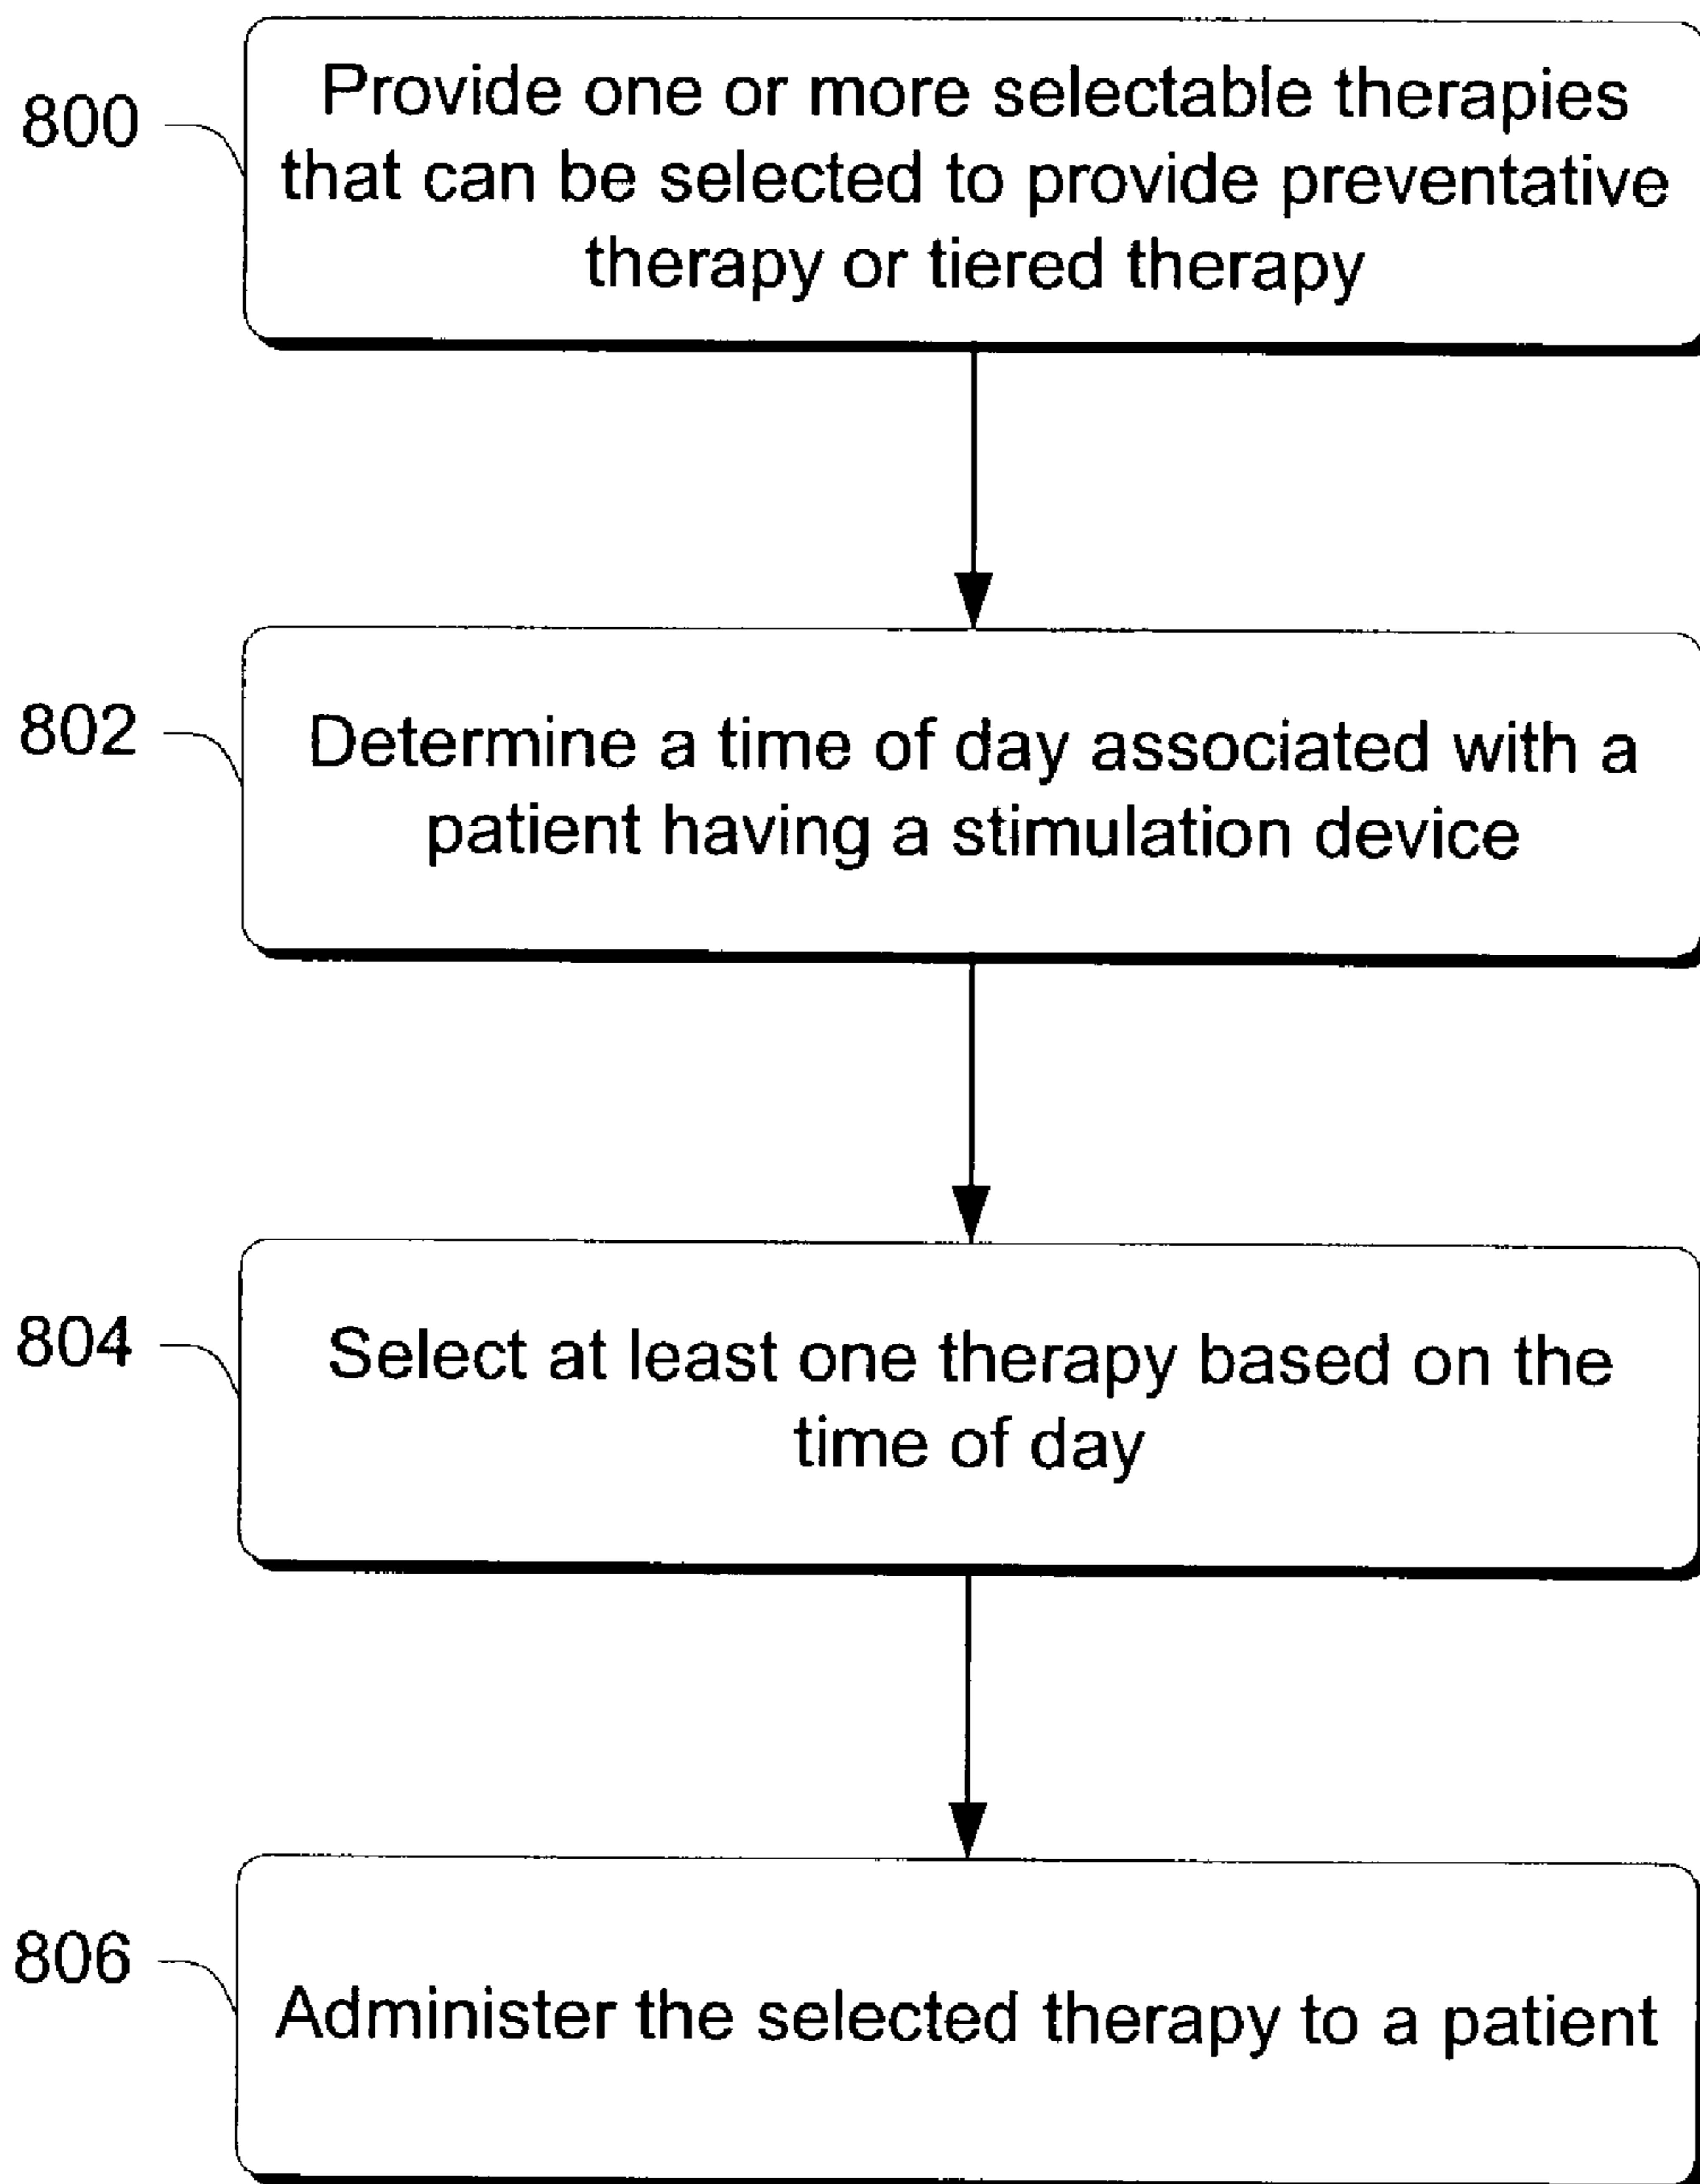 800
Provide one or more selectable therapies
that can be selected to provide preventative
therapy or tiered therapy
802
Determine a time of day associated with a
patient having a stimulation device
804
Select at least one therapy based on the
time of day
806
Administer the selected therapy to a patient